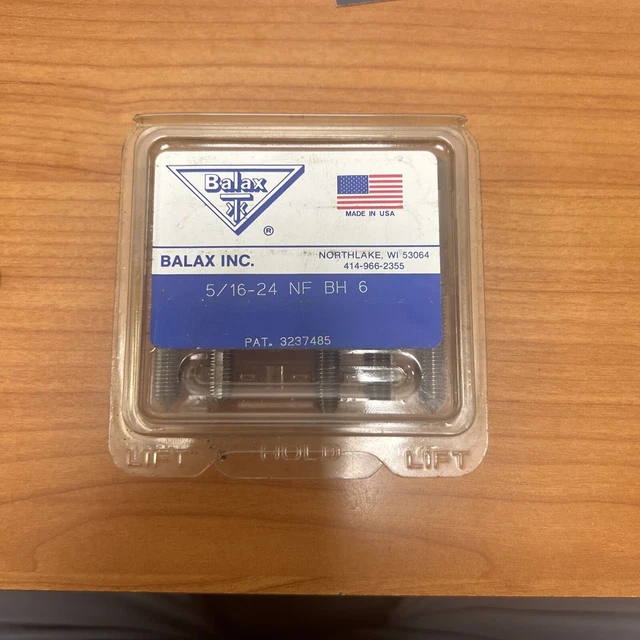 Balax
®
MADE IN USA
BALAX INC.
NORTHLAKE, WI 53064
414-966-2355
5/16-24 NF BH 6
PAT. 3237485
LIFT HOLD LIFT